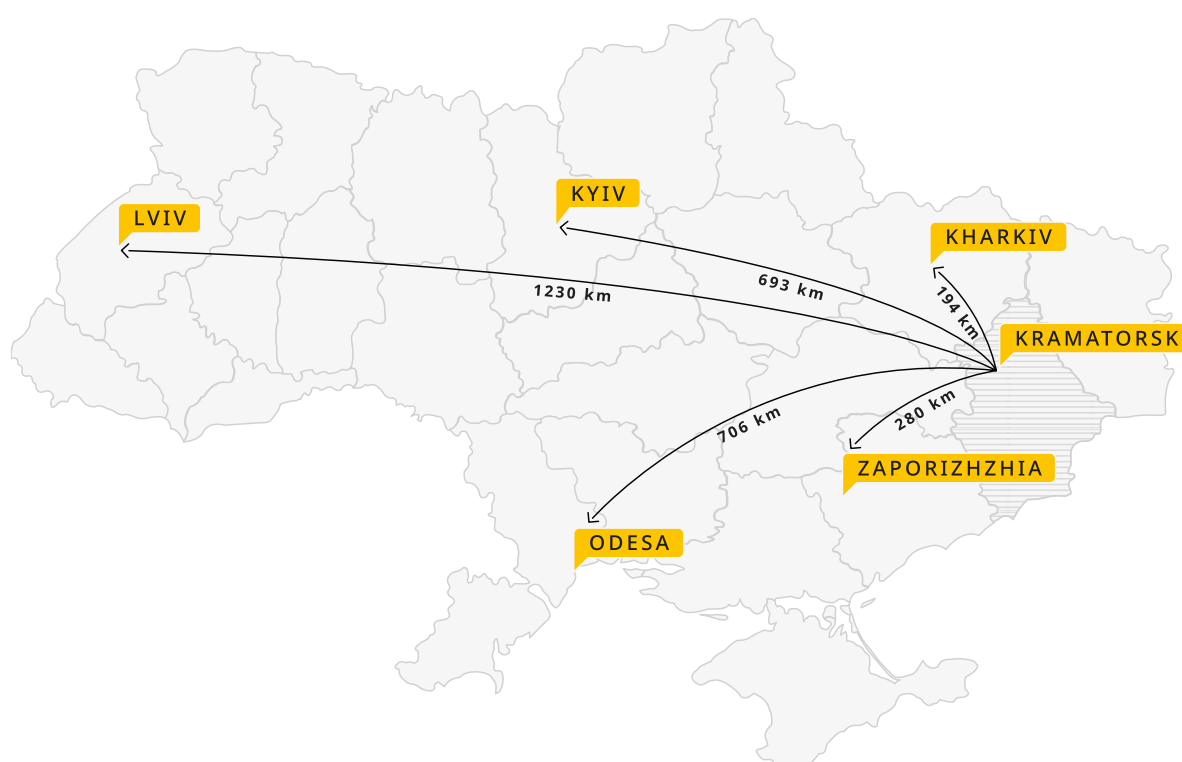 KYIV
LVIV
KHARKIV
693 km
1230 km
194 km
KRAMATORSK
280 km
706 km
ZAPORIZHZHIA
ODESA